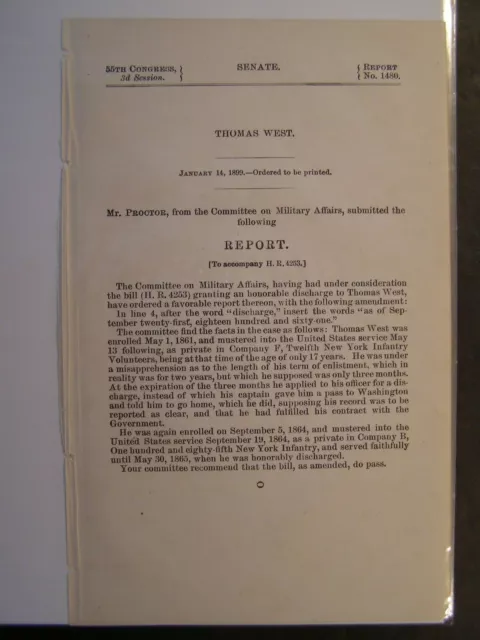 55TH CONGRESS, } SENATE. { REPORT
3d Session. } { No. 1480.
THOMAS WEST.
JANUARY 14, 1899.—Ordered to be printed.
Mr. PROCTOR, from the Committee on Military Affairs, submitted the
following
REPORT.
[To accompany H. R. 4253.]
The Committee on Military Affairs, having had under consideration
the bill (H. R. 4253) granting an honorable discharge to Thomas West,
have ordered a favorable report thereon, with the following amendment:
In line 4, after the word "discharge," insert the words "as of Sep-
tember twenty-first, eighteen hundred and sixty-one."
The committee find the facts in the case as follows: Thomas West was
enrolled May 1, 1861, and mustered into the United States service May
13 following, as private in Company F, Twelfth New York Infantry
Volunteers, being at that time of the age of only 17 years. He was under
a misapprehension as to the length of his term of enlistment, which in
reality was for two years, but which he supposed was only three months.
At the expiration of the three months he applied to his officer for a dis-
charge, instead of which his captain gave him a pass to Washington
and told him to go home, which he did, supposing his record was to be
reported as clear, and that he had fulfilled his contract with the
Government.
He was again enrolled on September 5, 1864, and mustered into the
United States service September 19, 1864, as a private in Company B,
One hundred and eighty-fifth New York Infantry, and served faithfully
until May 30, 1865, when he was honorably discharged.
Your committee recommend that the bill, as amended, do pass.